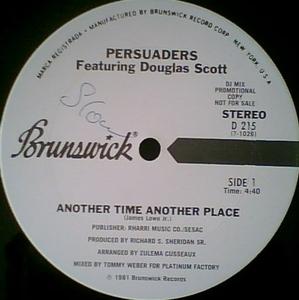 MARCA REGISTRADA • MFG. BY BRUNSWICK RECORD CORP. NEW YORK, U.S.A.
PERSUADERS
Featuring Douglas Scott
DJ MIX
PROMOTIONAL
COPY
NOT FOR SALE
STEREO
D 215
(7-1026)
Brunswick
SIDE 1
Time: 4:40
ANOTHER TIME ANOTHER PLACE
(James Lowe Jr.)
PUBLISHER: RHARRI MUSIC CO./SESAC
PRODUCED BY RICHARD S. SHERIDAN SR.
ARRANGED BY ZULEMA CUSSEAUX
MIXED BY TOMMY WEBER FOR PLATINUM FACTORY
℗ 1981 Brunswick Records